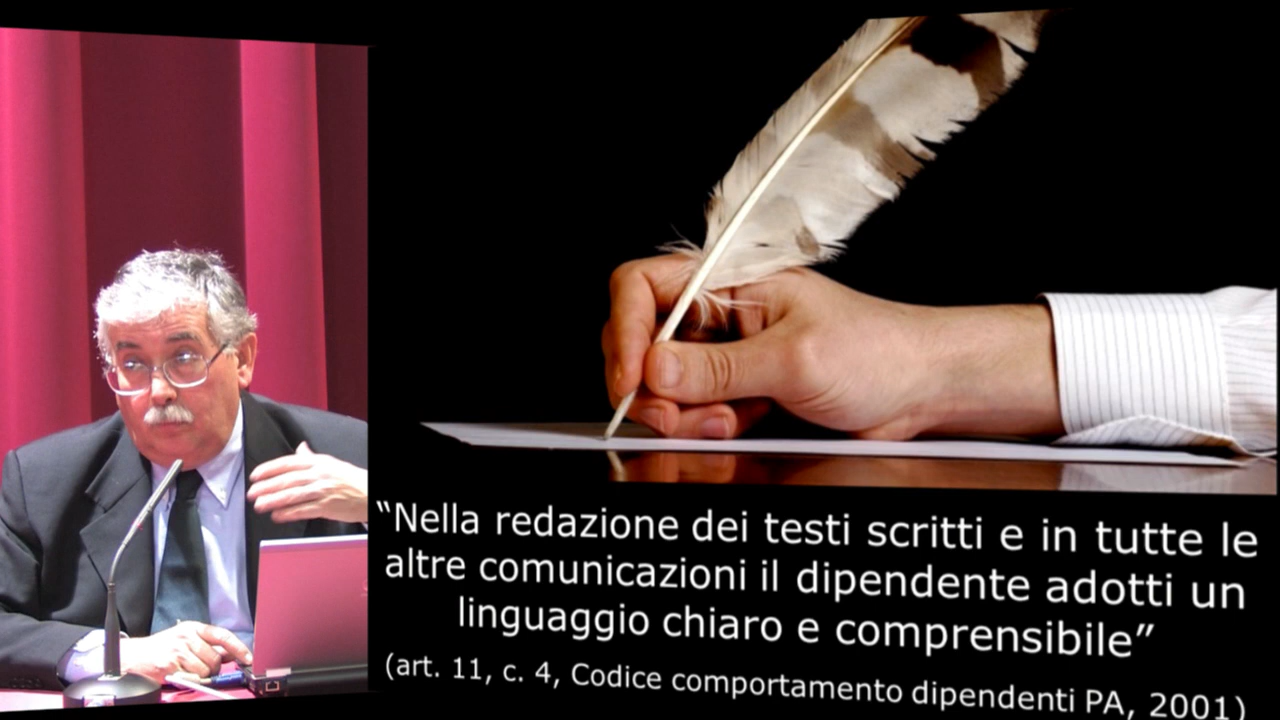 “Nella redazione dei testi scritti e in tutte le
altre comunicazioni il dipendente adotti un
linguaggio chiaro e comprensibile”
(art. 11, c. 4, Codice comportamento dipendenti PA, 2001)